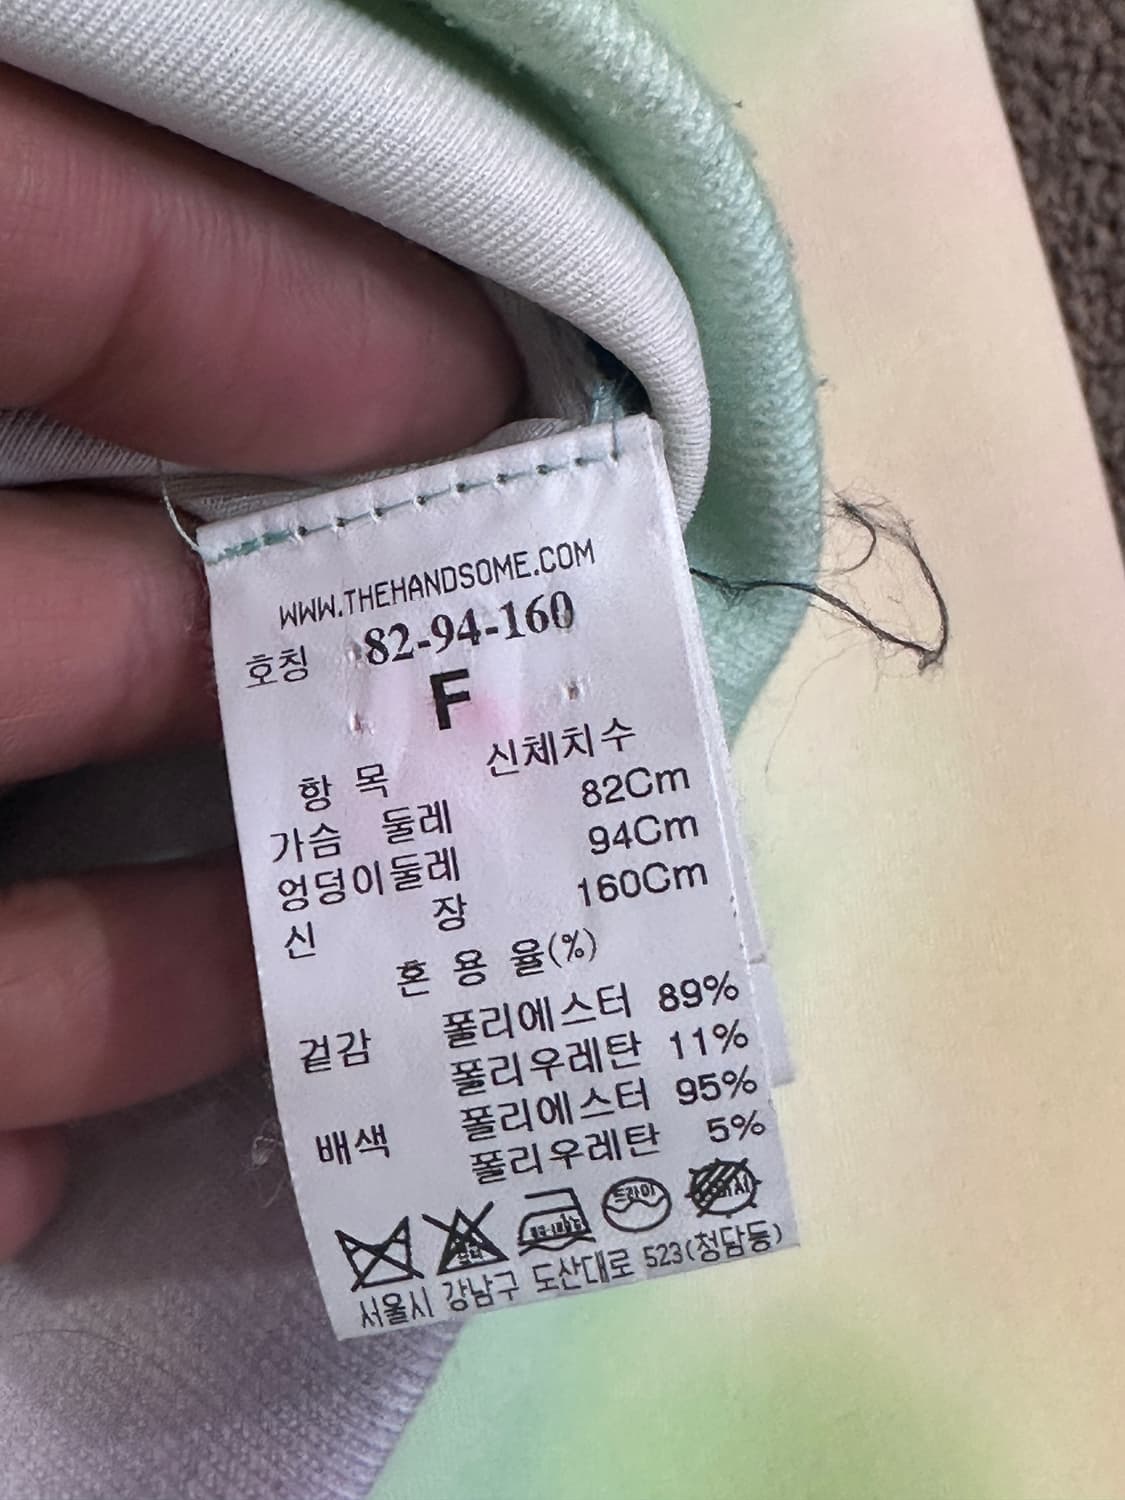 WWW.THEHANDSOME.COM
호칭 82-94-160
F
항 목 신체치수
가슴 둘레 82Cm
엉덩이둘레 94Cm
신 장 160Cm
혼 용 율(%)
겉감 폴리에스터 89%
폴리우레탄 11%
배색 폴리에스터 95%
폴리우레탄 5%
드라이
서울시 강남구 도산대로 523(청담동)